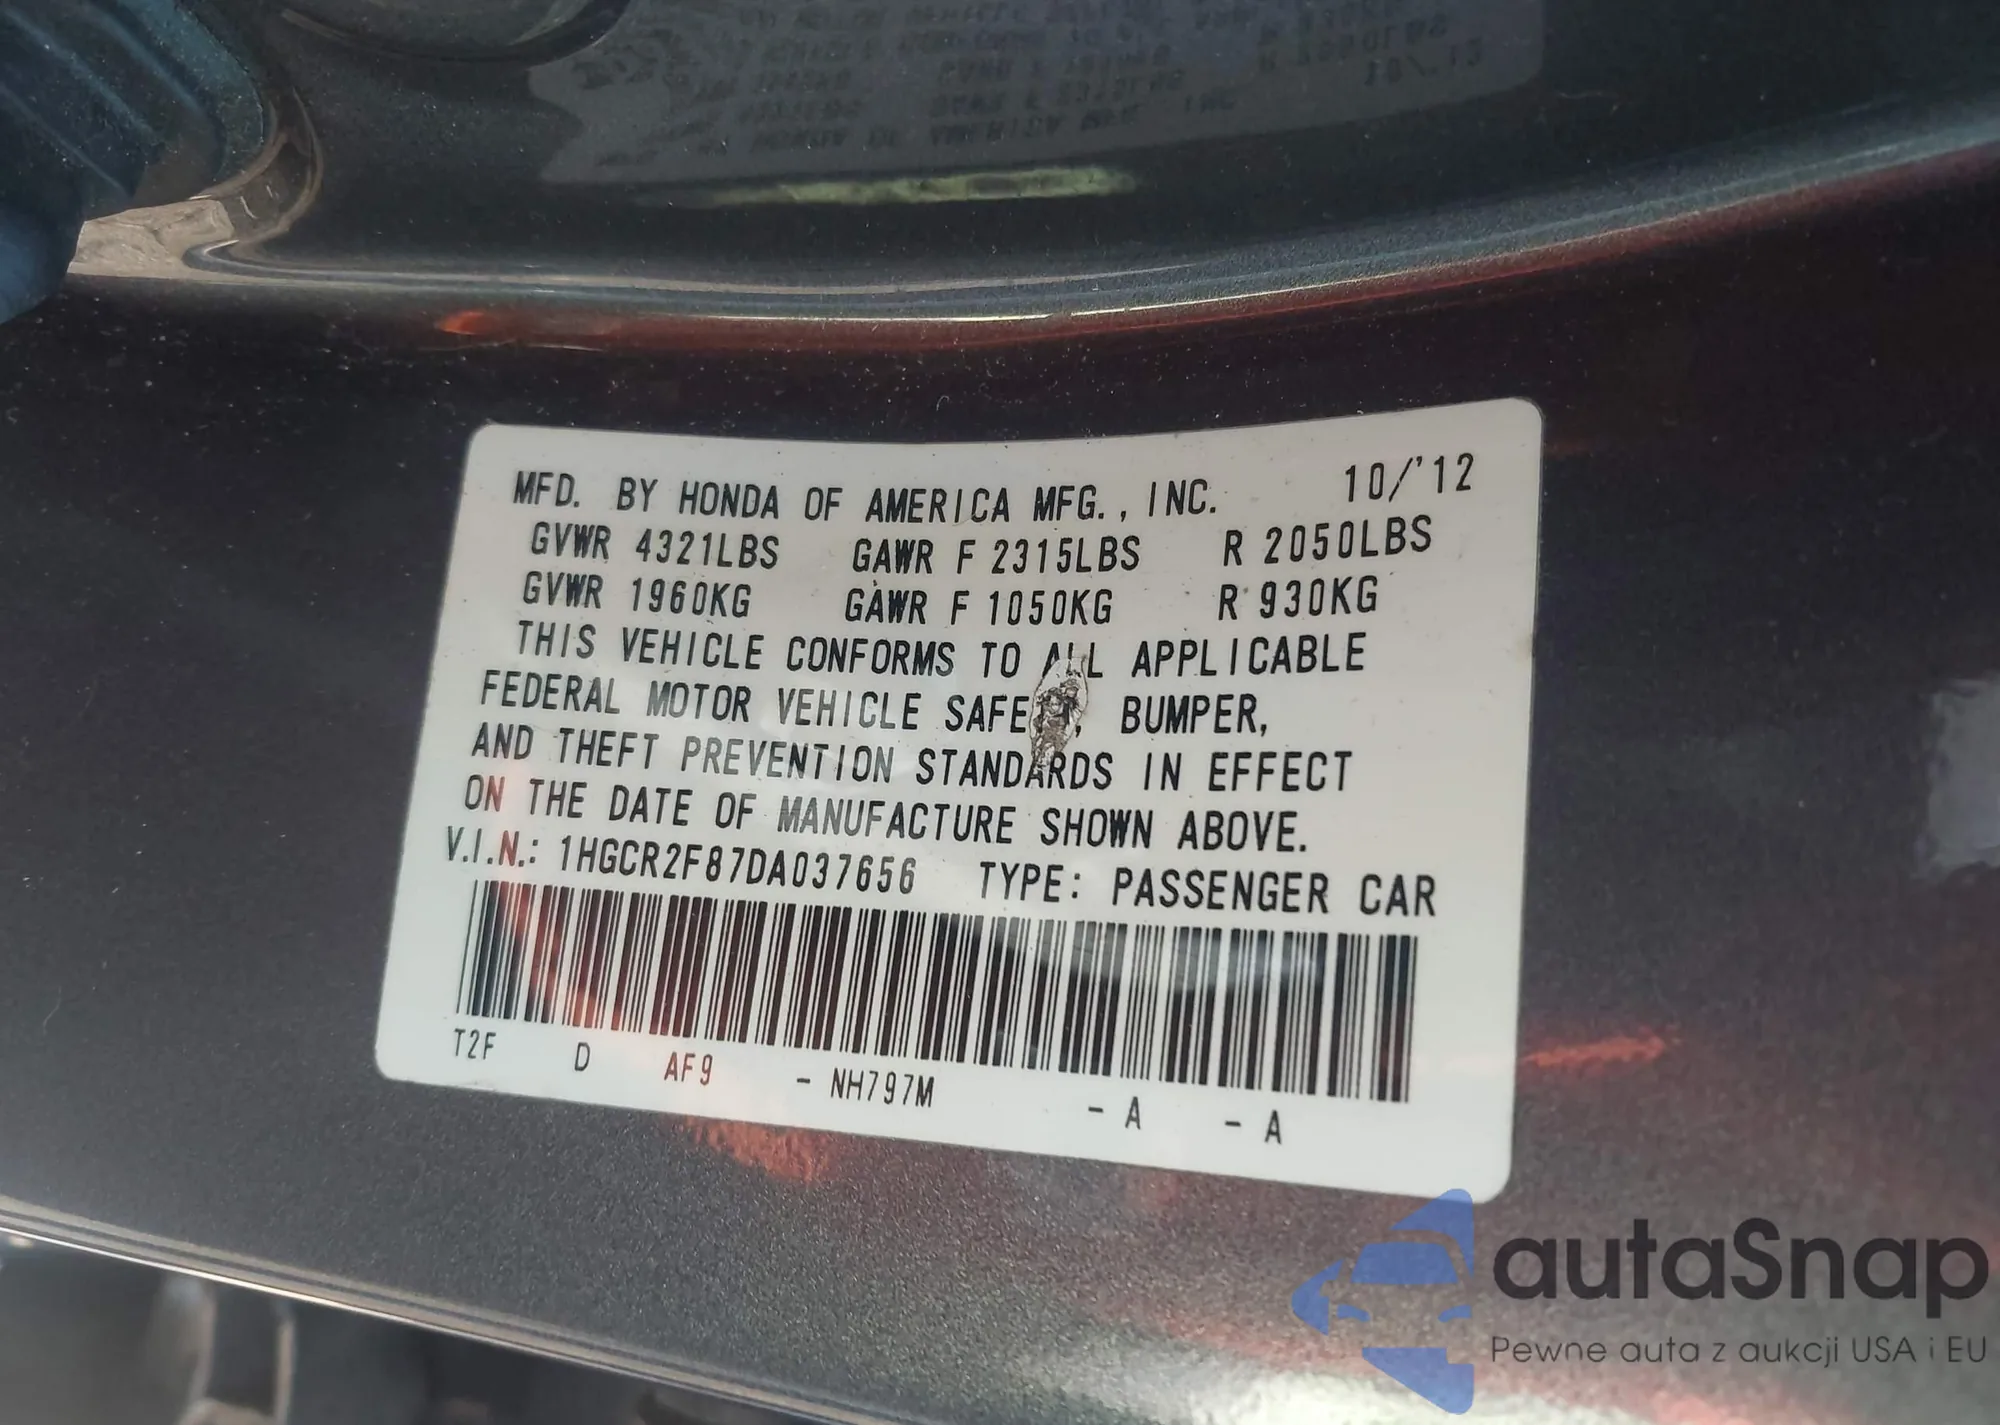 MFD. BY HONDA OF AMERICA MFG., INC. 10/'12
GVWR 4321LBS GAWR F 2315LBS R 2050LBS
GVWR 1960KG GAWR F 1050KG R 930KG
THIS VEHICLE CONFORMS TO ALL APPLICABLE
FEDERAL MOTOR VEHICLE SAFETY, BUMPER,
AND THEFT PREVENTION STANDARDS IN EFFECT
ON THE DATE OF MANUFACTURE SHOWN ABOVE.
V.I.N.: 1HGCR2F87DA037656 TYPE: PASSENGER CAR
T2F D AF9 - NH797M - A - A
autaSnap
Pewne auta z aukcji USA i EU